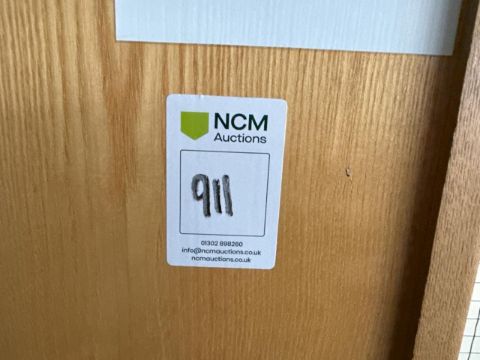 NCM
Auctions
911
01302 898260
info@ncmauctions.co.uk
ncmauctions.co.uk